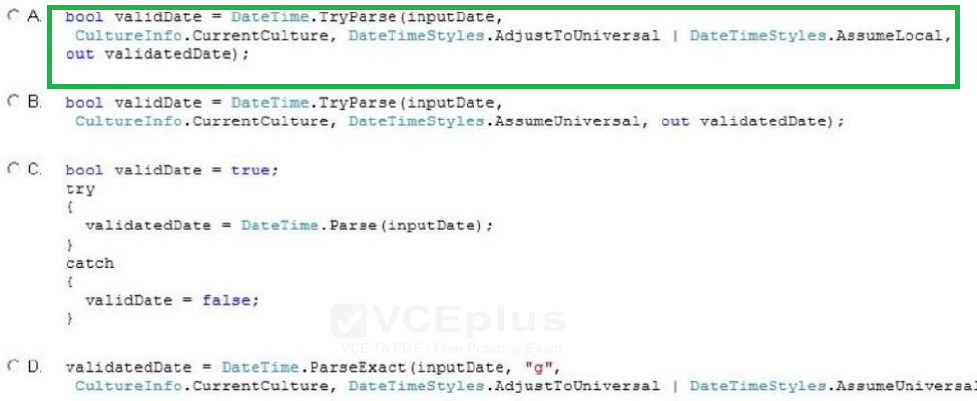 A. bool validDate = DateTime.TryParse(inputDate,
CultureInfo.CurrentCulture, DateTimeStyles.AdjustToUniversal | DateTimeStyles.AssumeLocal,
out validatedDate);
B. bool validDate = DateTime.TryParse(inputDate,
CultureInfo.CurrentCulture, DateTimeStyles.AssumeUniversal, out validatedDate);
C. bool validDate = true;
try
{
validatedDate = DateTime.Parse(inputDate);
}
catch
{
validDate = false;
}
VCEplus
VCE To PDF - Free Practice Exam
D. validatedDate = DateTime.ParseExact(inputDate, "g",
CultureInfo.CurrentCulture, DateTimeStyles.AdjustToUniversal | DateTimeStyles.AssumeUniversal